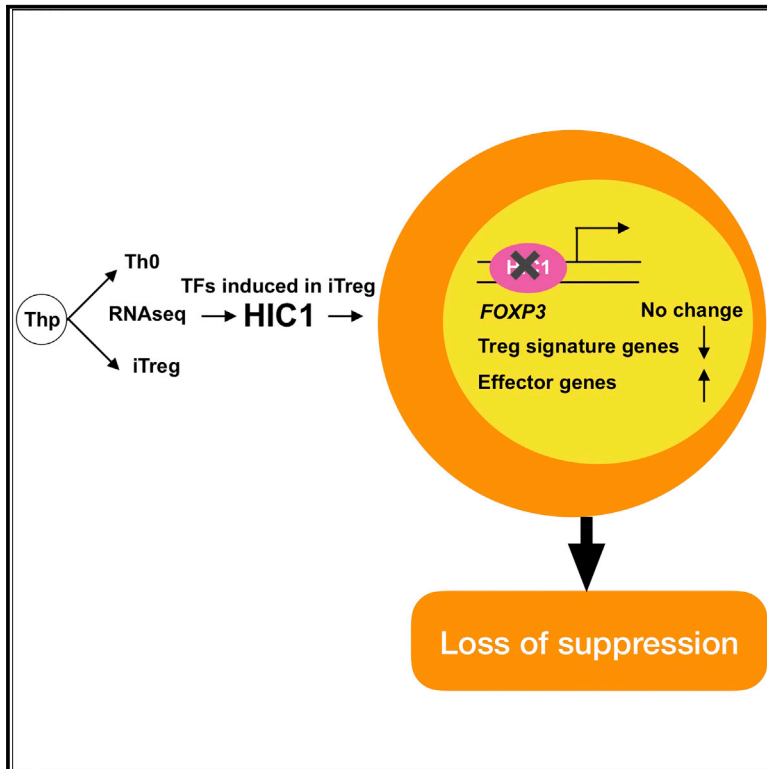 Th0
TFs induced in iTreg
Thp
RNAseq
HIC1
iTreg
HIC1
FOXP3
No change
Treg signature genes
Effector genes
Loss of suppression